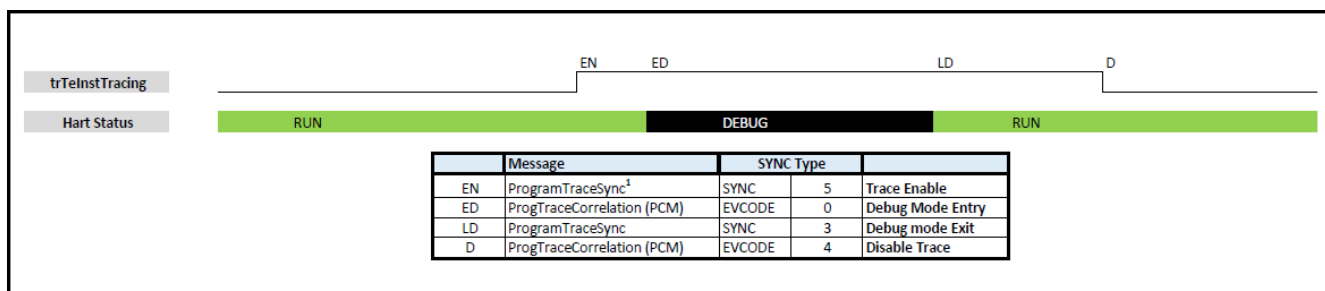 EN ED LD D
trTeInstTracing
Hart Status RUN DEBUG RUN
Message SYNC Type
EN ProgramTraceSync¹ SYNC 5 Trace Enable
ED ProgTraceCorrelation (PCM) EVCODE 0 Debug Mode Entry
LD ProgramTraceSync SYNC 3 Debug mode Exit
D ProgTraceCorrelation (PCM) EVCODE 4 Disable Trace